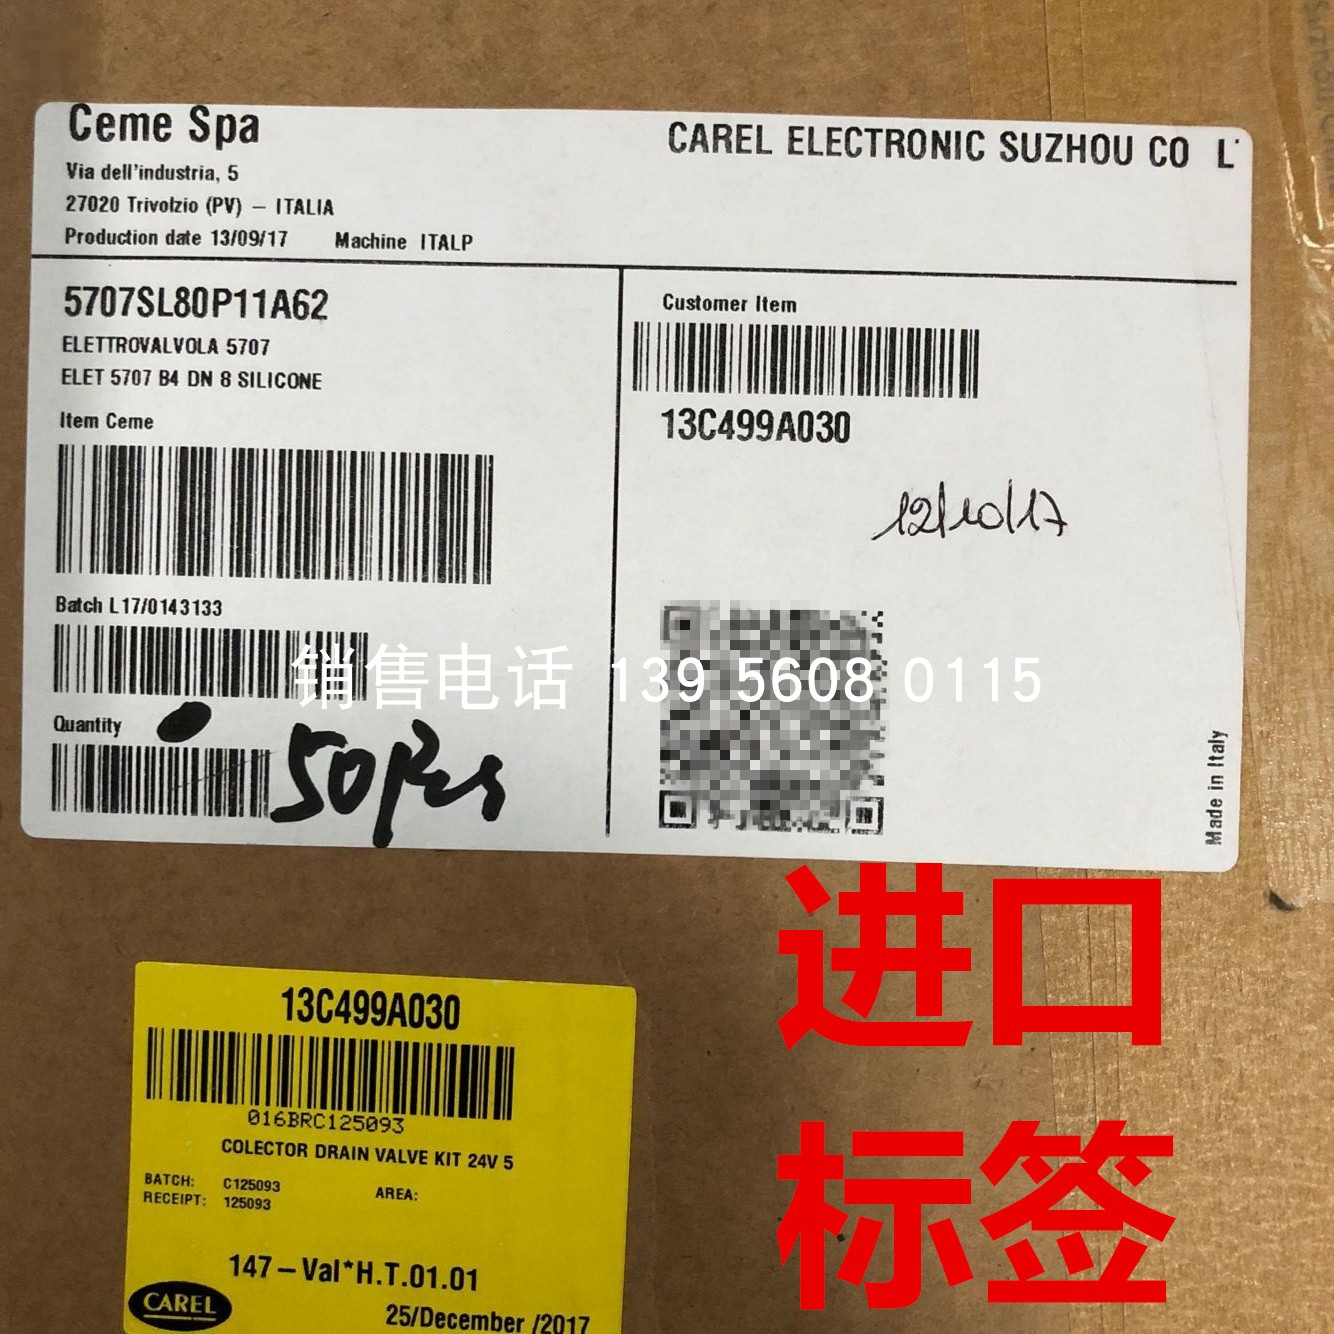 Ceme Spa
CAREL ELECTRONIC SUZHOU CO L
Via dell'industria, 5
27020 Trivolzio (PV) – ITALIA
Production date 13/09/17 Machine ITALP
5707SL80P11A62
ELETTROVALVOLA 5707
ELET 5707 B4 DN 8 SILICONE
Item Ceme
Customer Item
13C499A030
12/10/17
Batch L17/0143133
销售电话 139 5608 0115
Quantity
50Pcs
Made in Italy
进口
标签
13C499A030
016BRC125093
COLECTOR DRAIN VALVE KIT 24V 5
BATCH: C125093
RECEIPT: 125093
AREA:
147–Val*H.T.01.01
CAREL
25/December /2017